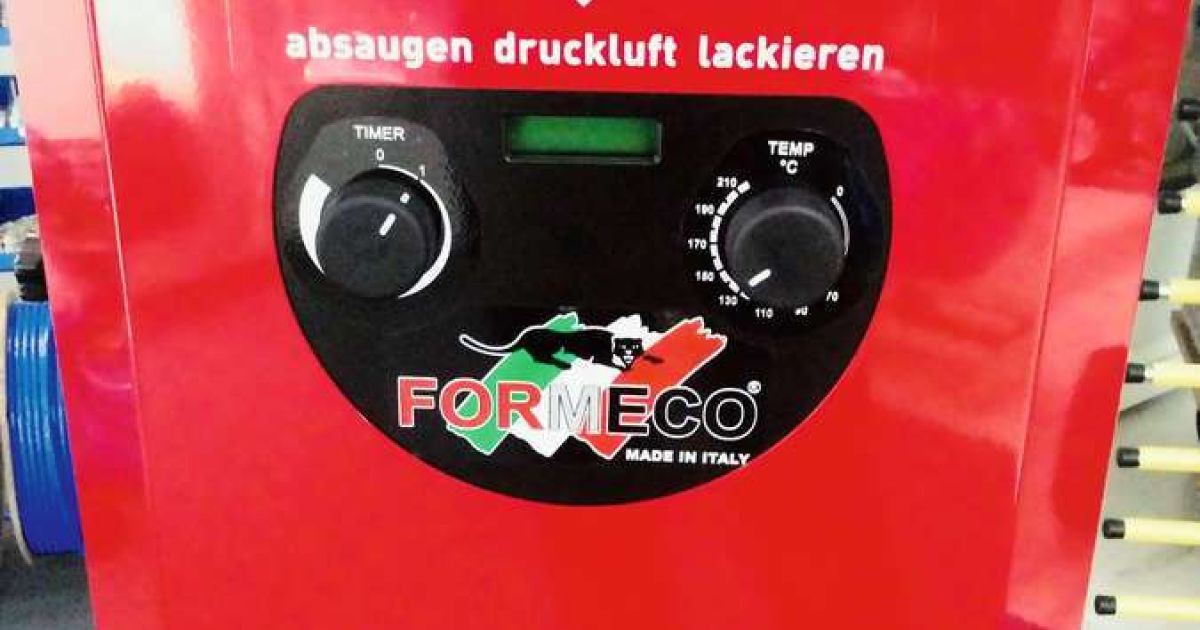 absaugen druckluft lackieren
TIMER
0
1
TEMP
°C
210
0
190
170
150
130
110
90
70
FORMECO
MADE IN ITALY